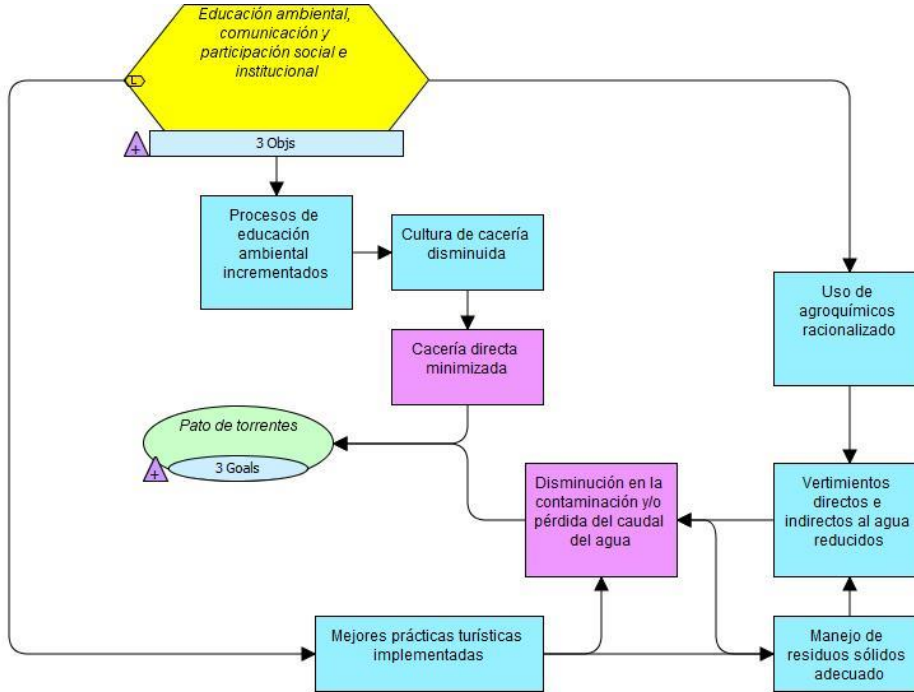 Educación ambiental,
comunicación y
participación social e
institucional
L
3 Objs
+
Procesos de
educación
ambiental
incrementados
Cultura de cacería
disminuida
Uso de
agroquímicos
racionalizado
Cacería directa
minimizada
Pato de torrentes
3 Goals
+
Disminución en la
contaminación y/o
pérdida del caudal
del agua
Vertimientos
directos e
indirectos al agua
reducidos
Mejores prácticas turísticas
implementadas
Manejo de
residuos sólidos
adecuado